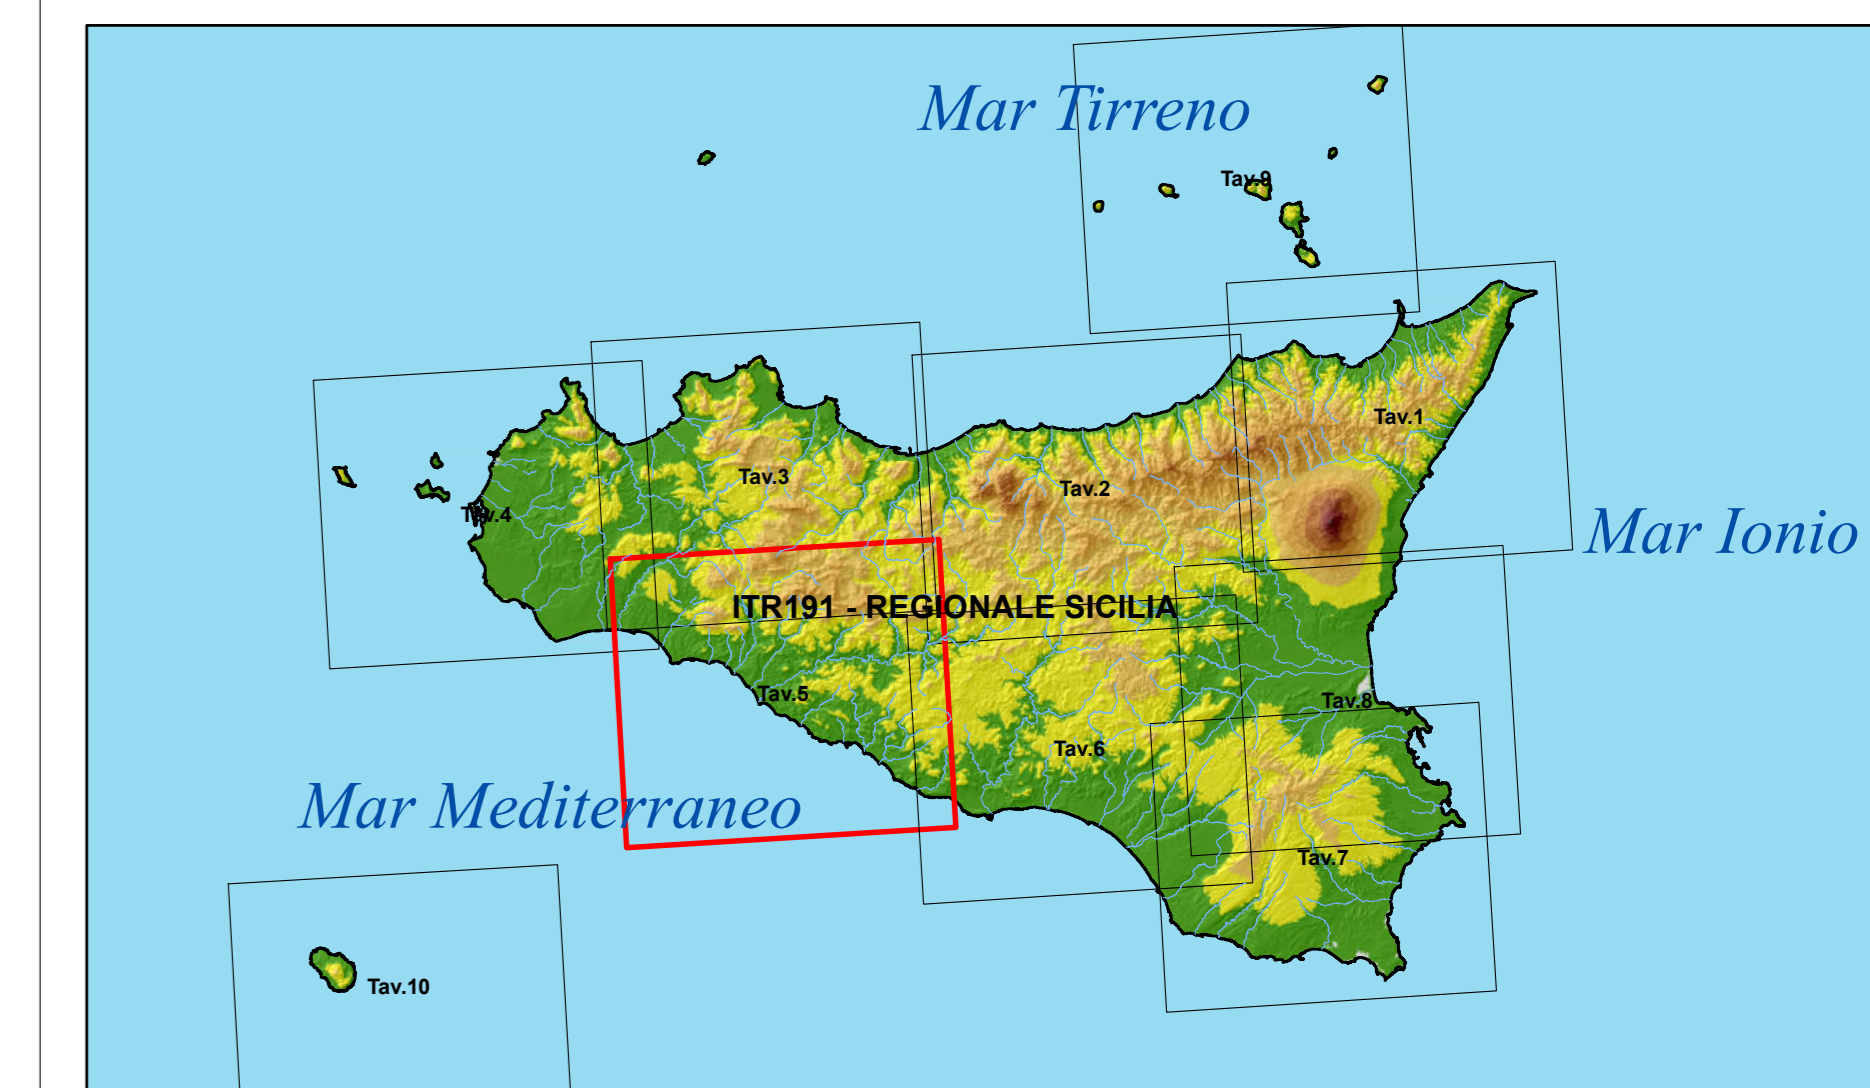 Mar Tirreno
Tav.9
Tav.1
Tav.3
Tav.2
Tav.4
Mar Ionio
ITR191 - REGIONALE SICILIA
Tav.5
Tav.8
Tav.6
Mar Mediterraneo
Tav.7
Tav.10